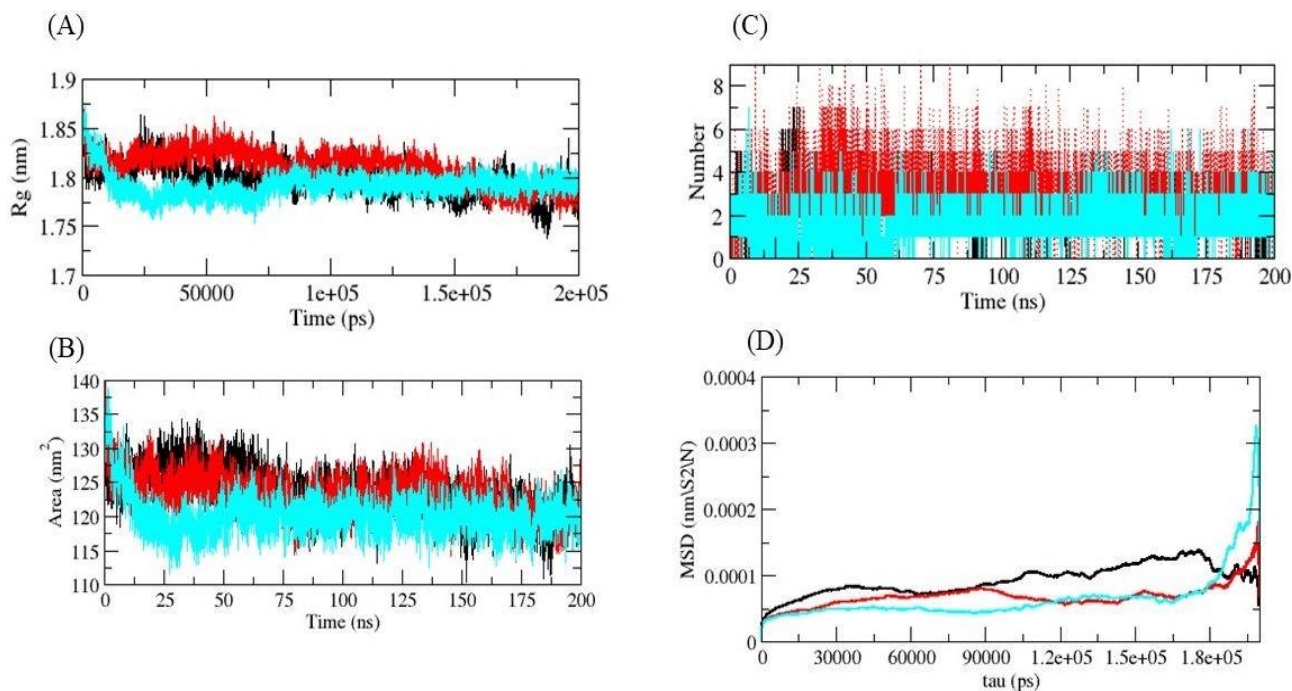 (A)
1.9
1.85
1.8
1.75
1.7
Rg (nm)
0
50000
1e+05
1.5e+05
2e+05
Time (ps)
(B)
140
135
130
125
120
115
110
Area (nm²)
0
25
50
75
100
125
150
175
200
Time (ns)
(C)
8
6
4
2
0
Number
0
25
50
75
100
125
150
175
200
Time (ns)
(D)
0.0004
0.0003
0.0002
0.0001
0
MSD (nm\S2\N)
0
30000
60000
90000
1.2e+05
1.5e+05
1.8e+05
tau (ps)